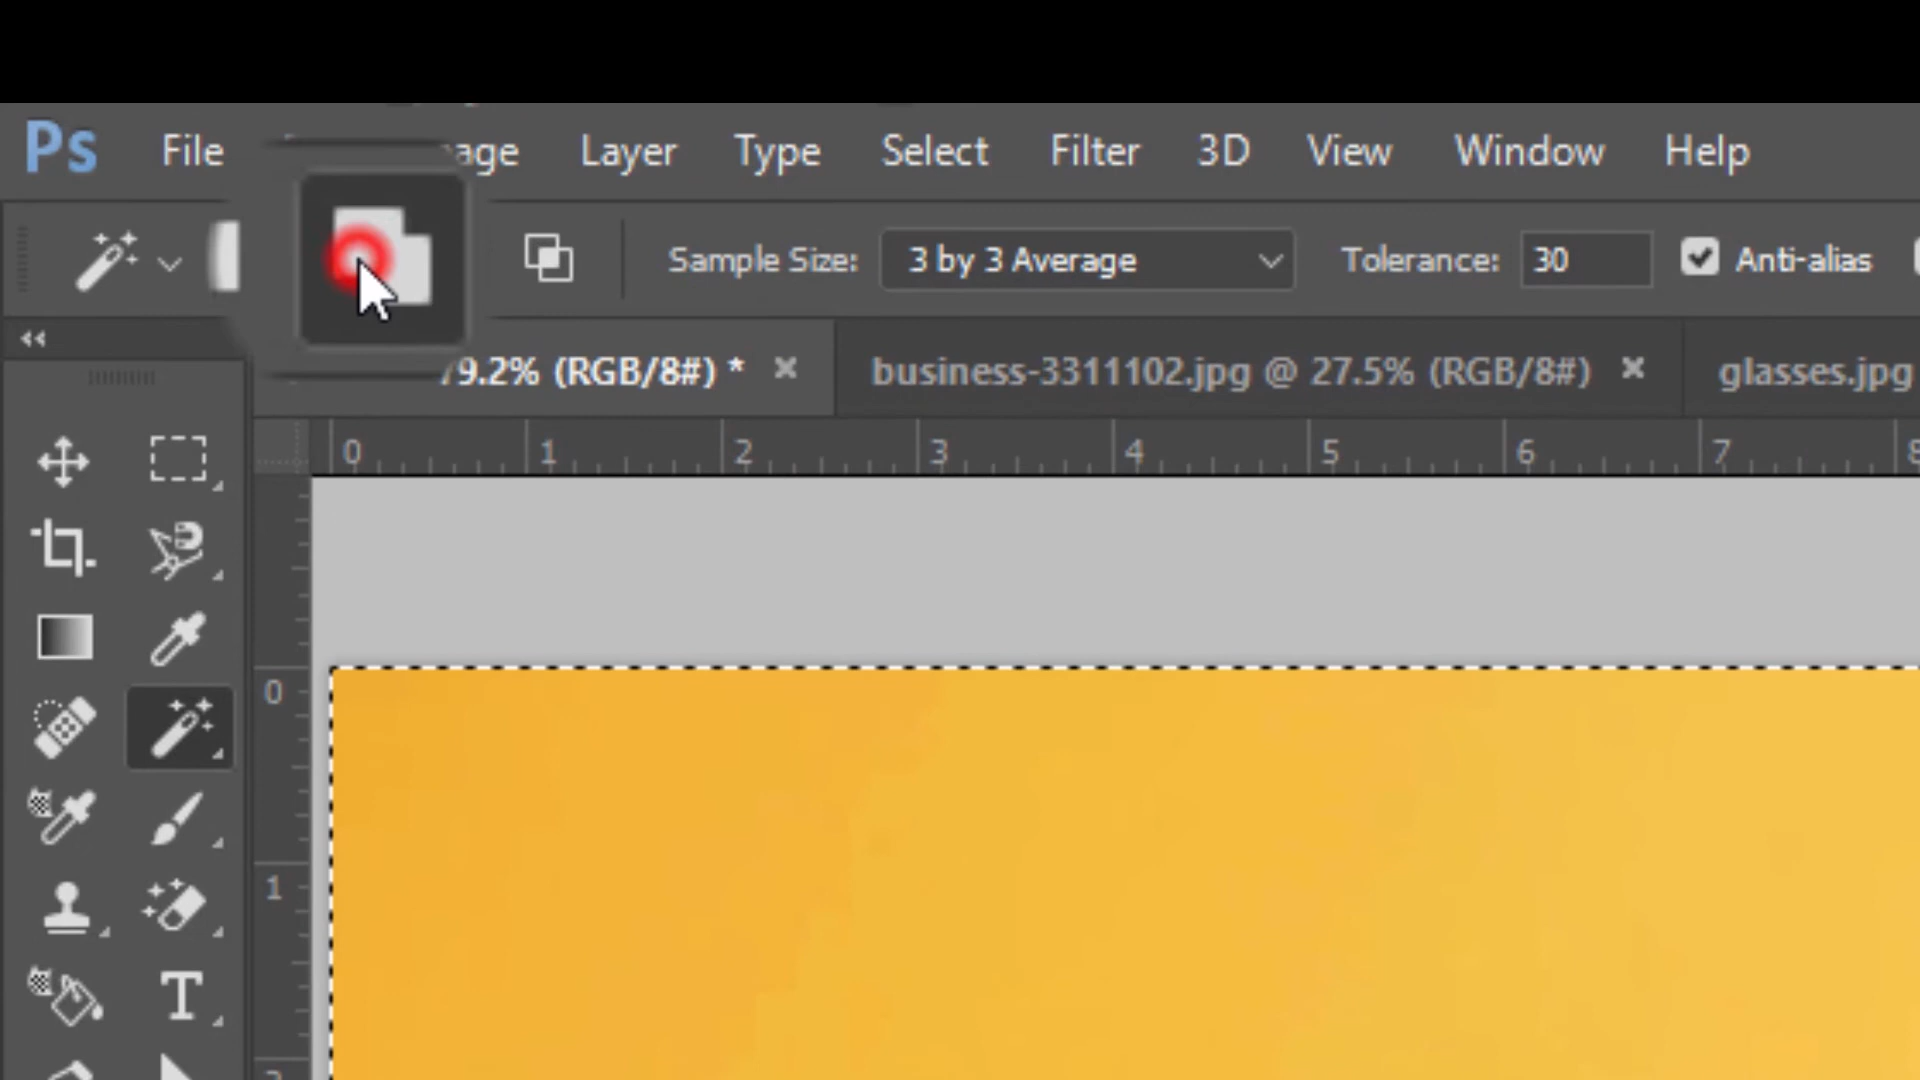 Ps File age Layer Type Select Filter 3D View Window Help
Sample Size: 3 by 3 Average Tolerance: 30 Anti-alias
79.2% (RGB/8#) * × business-3311102.jpg @ 27.5% (RGB/8#) × glasses.jpg
0 1 2 3 4 5 6 7 8
0
1
T